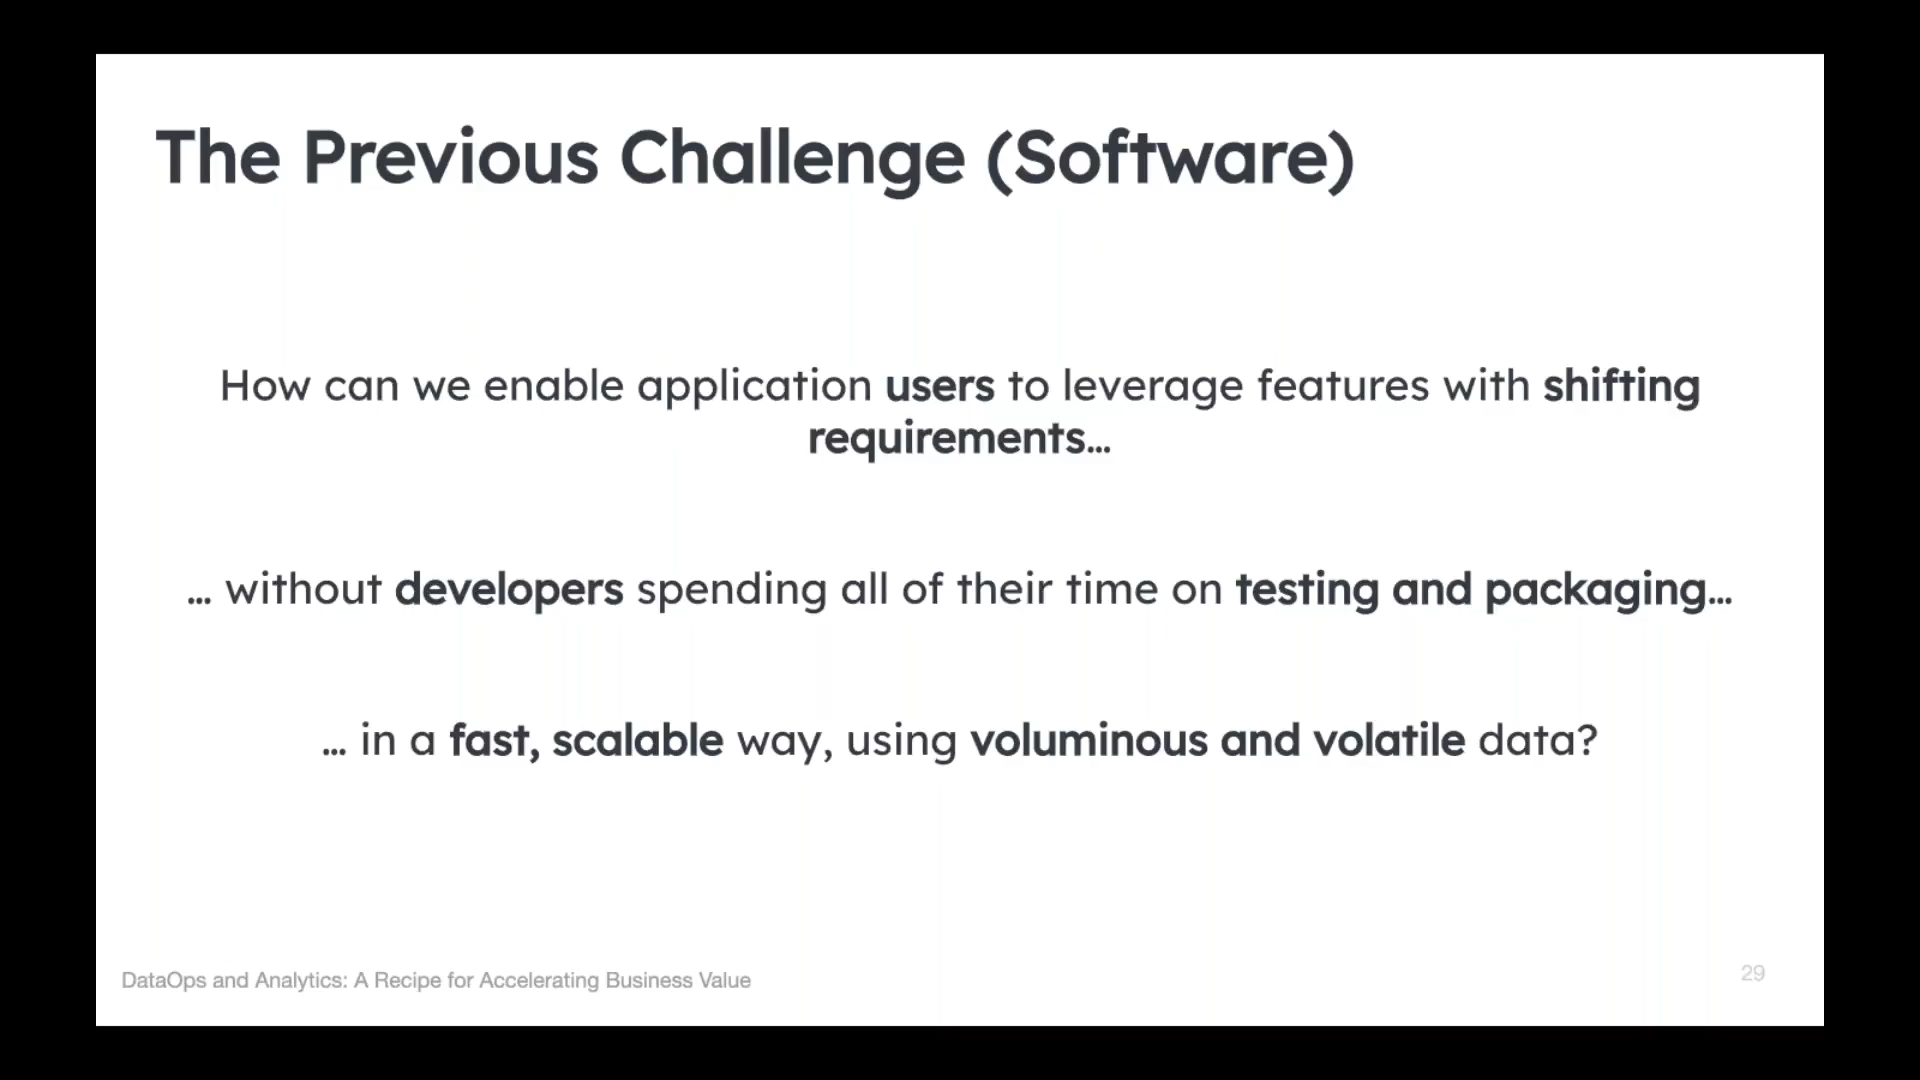 The Previous Challenge (Software)
How can we enable application users to leverage features with shifting
requirements...
... without developers spending all of their time on testing and packaging...
... in a fast, scalable way, using voluminous and volatile data?
DataOps and Analytics: A Recipe for Accelerating Business Value
29